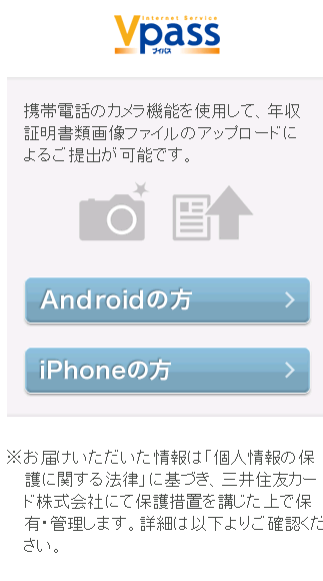 Internet Service
Vpass
ブイパス
携帯電話のカメラ機能を使用して、年収
証明書類画像ファイルのアップロードに
よるご提出が可能です。
Androidの方
iPhoneの方
※お届けいただいた情報は「個人情報の保
護に関する法律」に基づき、三井住友カー
ド株式会社にて保護措置を講じた上で保
有・管理します。詳細は以下よりご確認くだ
さい。